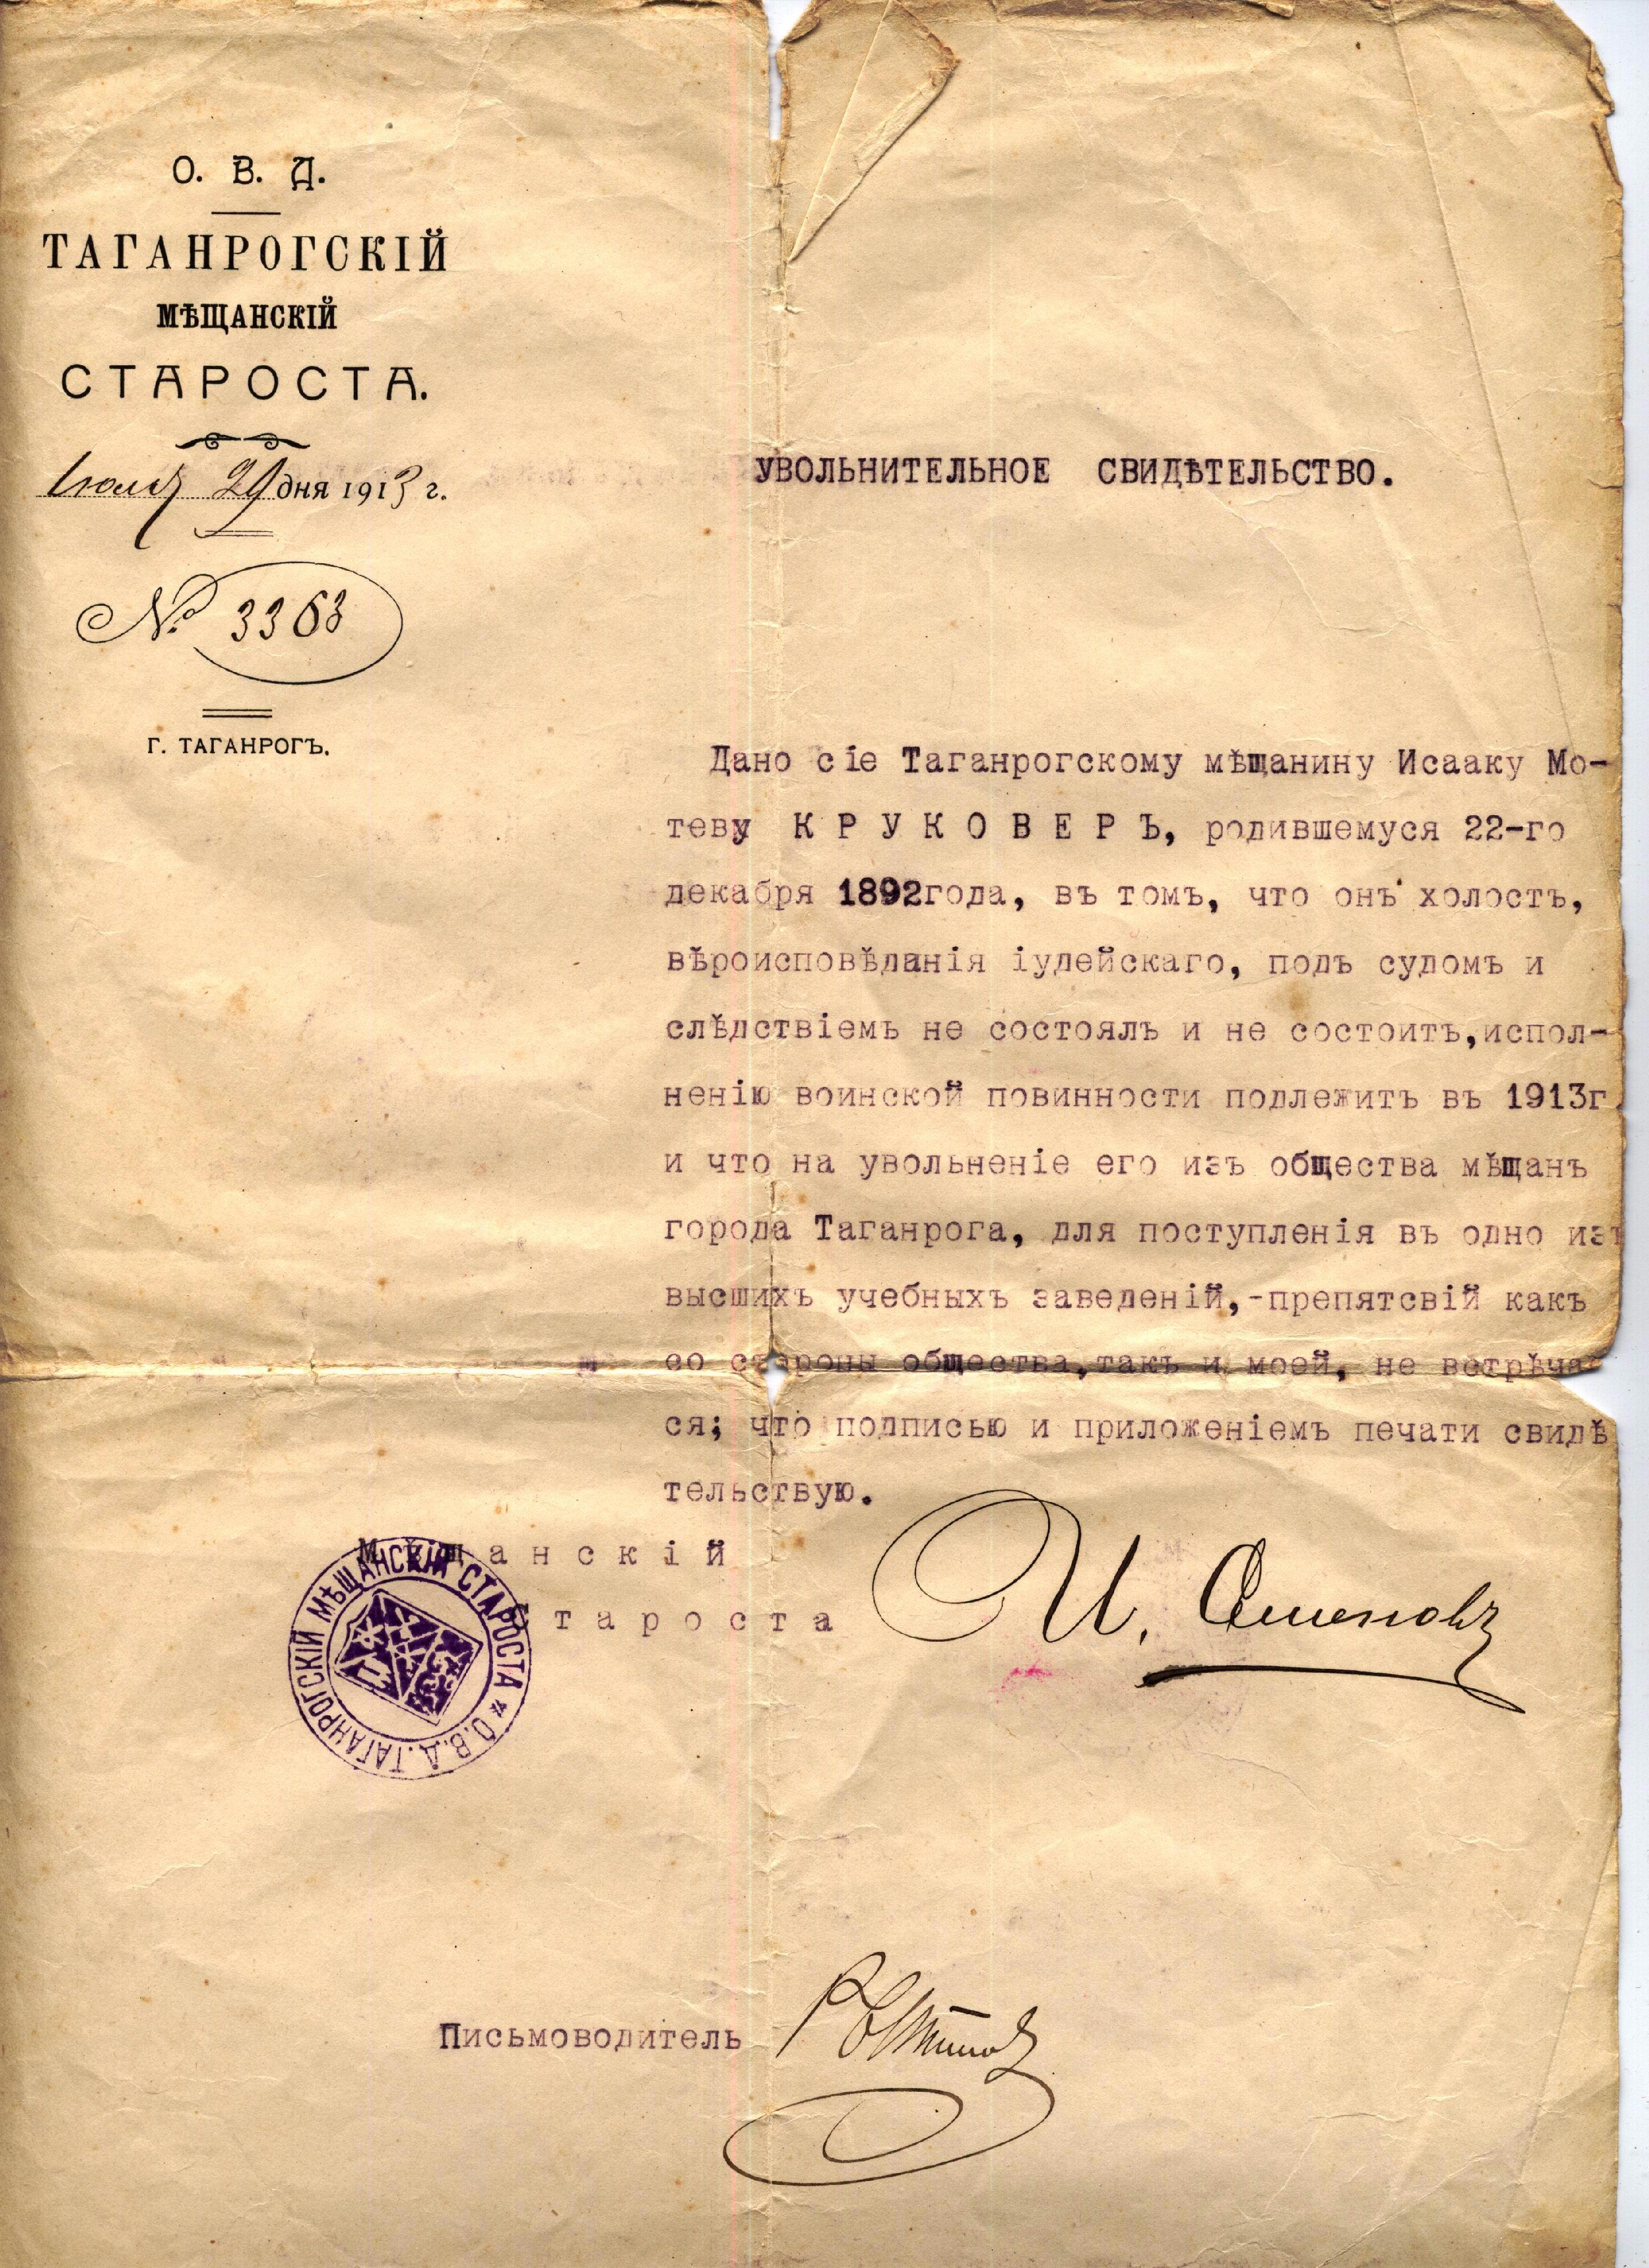 О. В. Д.
ТАГАНРОГСКІЙ
МѢЩАНСКІЙ
СТАРОСТА.
Іюля 29 дня 1913 г.
№ 3363
Г. ТАГАНРОГЪ.
УВОЛЬНИТЕЛЬНОЕ СВИДѢТЕЛЬСТВО.
Дано сіе Таганрогскому мѣщанину Исааку Мо-
теву К Р У К О В Е Р Ъ, родившемуся 22-го
декабря 1892года, въ томъ, что онъ холостъ,
вѣроисповѣданія іудейскаго, подъ судомъ и
слѣдствіемъ не состоялъ и не состоитъ,испол-
ненію воинской повинности подлежитъ въ 1913г.
и что на увольненіе его изъ общества мѣщанъ
города Таганрога, для поступленія въ одно изъ
высшихъ учебныхъ заведеній,-препятсвій какъ
со стороны общества,такъ и моей, не встрѣчае
ся; что подписью и приложеніемъ печати свидѣ
тельствую.
Мѣщанскій
Староста
ТАГАНРОГСКІЙ МѢЩАНСКІЙ СТАРОСТА * О.В.Д.
Письмоводитель